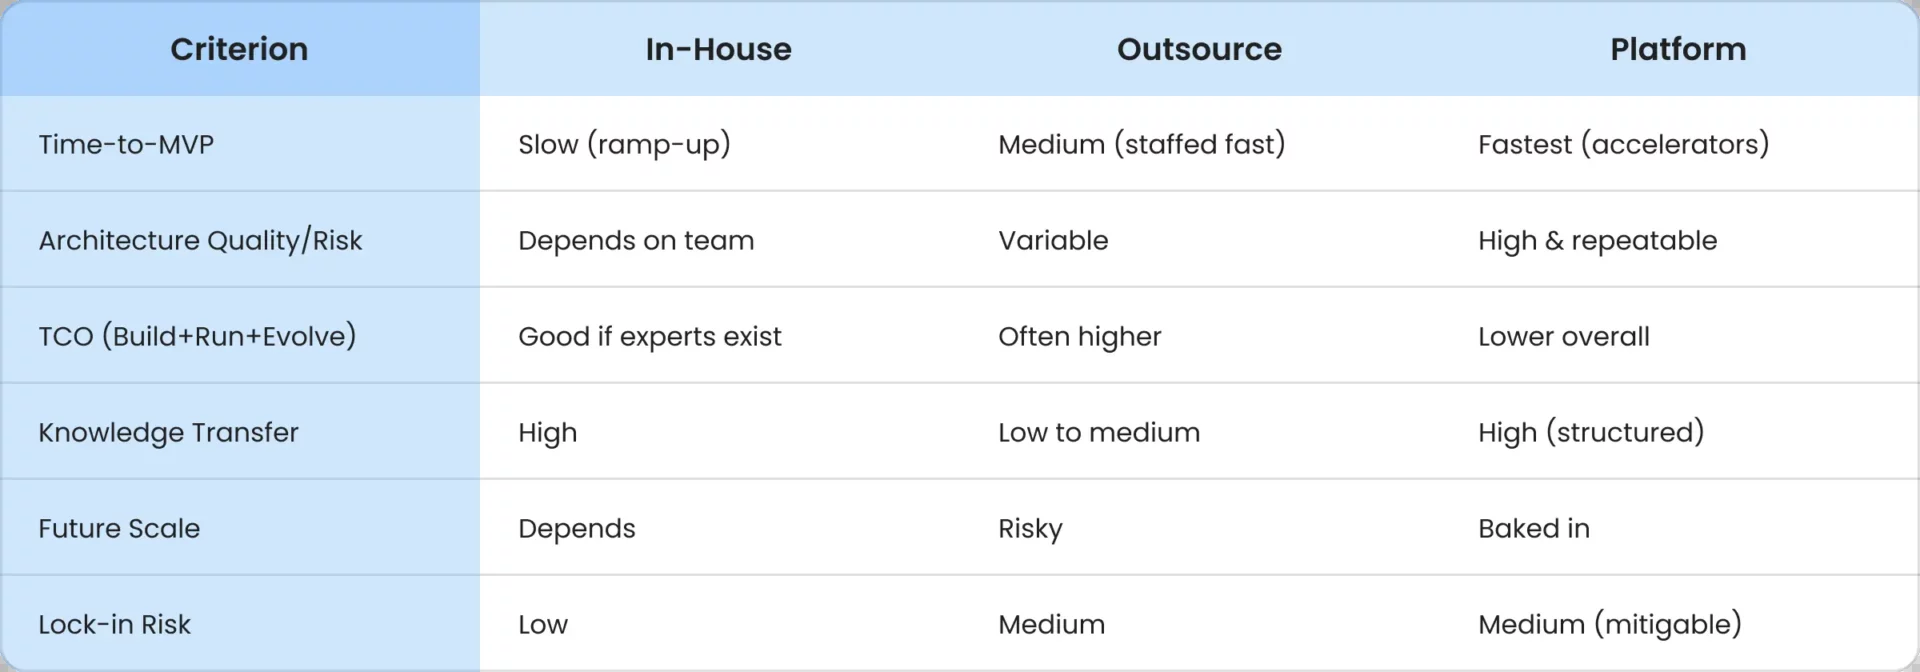 Criterion In-House Outsource Platform
Time-to-MVP Slow (ramp-up) Medium (staffed fast) Fastest (accelerators)
Architecture Quality/Risk Depends on team Variable High & repeatable
TCO (Build+Run+Evolve) Good if experts exist Often higher Lower overall
Knowledge Transfer High Low to medium High (structured)
Future Scale Depends Risky Baked in
Lock-in Risk Low Medium Medium (mitigable)